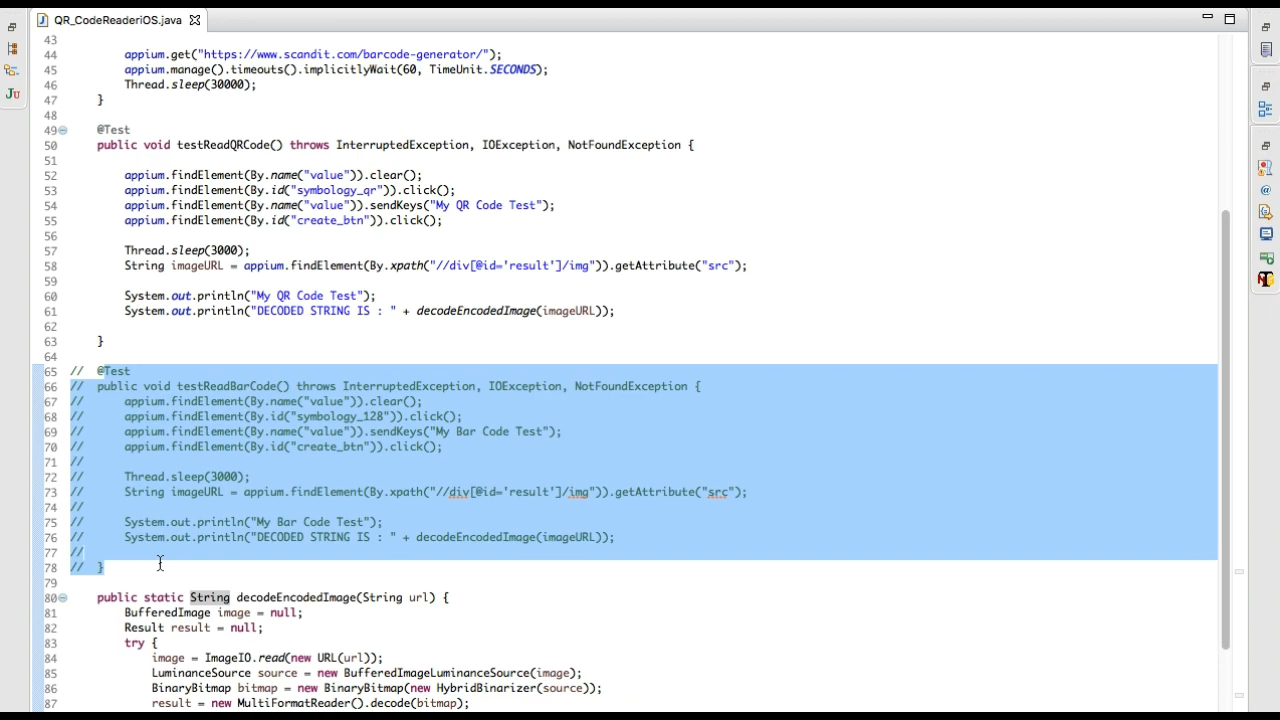 QR_CodeReaderiOS.java
43
44 appium.get("https://www.scandit.com/barcode-generator/");
45 appium.manage().timeouts().implicitlyWait(60, TimeUnit.SECONDS);
46 Thread.sleep(30000);
47 }
48
49 @Test
50 public void testReadQRCode() throws InterruptedException, IOException, NotFoundException {
51
52 appium.findElement(By.name("value")).clear();
53 appium.findElement(By.id("symbology_qr")).click();
54 appium.findElement(By.name("value")).sendKeys("My QR Code Test");
55 appium.findElement(By.id("create_btn")).click();
56
57 Thread.sleep(3000);
58 String imageURL = appium.findElement(By.xpath("//div[@id='result']/img")).getAttribute("src");
59
60 System.out.println("My QR Code Test");
61 System.out.println("DECODED STRING IS : " + decodeEncodedImage(imageURL));
62
63 }
64
65 // @Test
66 // public void testReadBarCode() throws InterruptedException, IOException, NotFoundException {
67 // appium.findElement(By.name("value")).clear();
68 // appium.findElement(By.id("symbology_128")).click();
69 // appium.findElement(By.name("value")).sendKeys("My Bar Code Test");
70 // appium.findElement(By.id("create_btn")).click();
71 //
72 // Thread.sleep(3000);
73 // String imageURL = appium.findElement(By.xpath("//div[@id='result']/img")).getAttribute("src");
74 //
75 // System.out.println("My Bar Code Test");
76 // System.out.println("DECODED STRING IS : " + decodeEncodedImage(imageURL));
77 //
78 // }
79
80 public static String decodeEncodedImage(String url) {
81 BufferedImage image = null;
82 Result result = null;
83 try {
84 image = ImageIO.read(new URL(url));
85 LuminanceSource source = new BufferedImageLuminanceSource(image);
86 BinaryBitmap bitmap = new BinaryBitmap(new HybridBinarizer(source));
87 result = new MultiFormatReader().decode(bitmap);